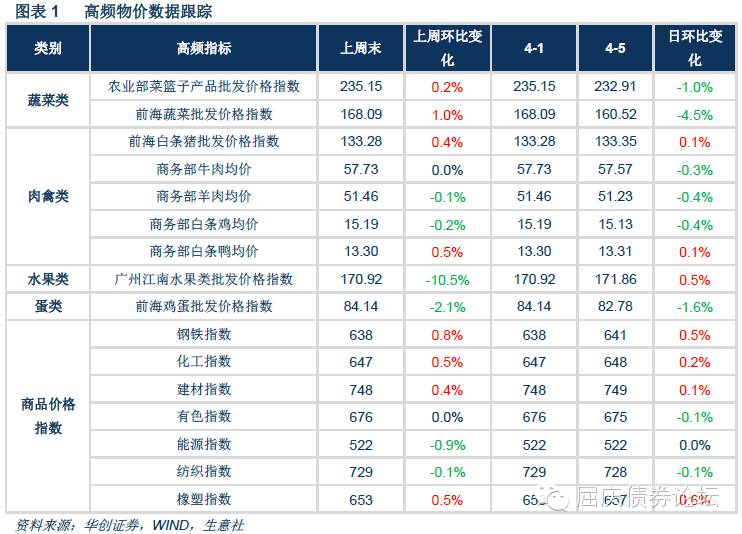 图表 1 高频物价数据跟踪
类别 高频指标 上周末 上周环比变化 4-1 4-5 日环比变化
蔬菜类 农业部菜篮子产品批发价格指数 235.15 0.2% 235.15 232.91 -1.0%
前海蔬菜批发价格指数 168.09 1.0% 168.09 160.52 -4.5%
肉禽类 前海白条猪批发价格指数 133.28 0.4% 133.28 133.35 0.1%
商务部牛肉均价 57.73 0.0% 57.73 57.57 -0.3%
商务部羊肉均价 51.46 -0.1% 51.46 51.23 -0.4%
商务部白条鸡均价 15.19 -0.2% 15.19 15.13 -0.4%
商务部白条鸭均价 13.30 0.5% 13.30 13.31 0.1%
水果类 广州江南水果类批发价格指数 170.92 -10.5% 170.92 171.86 0.5%
蛋类 前海鸡蛋批发价格指数 84.14 -2.1% 84.14 82.78 -1.6%
商品价格指数 钢铁指数 638 0.8% 638 641 0.5%
化工指数 647 0.5% 647 648 0.2%
建材指数 748 0.4% 748 749 0.1%
有色指数 676 0.0% 676 675 -0.1%
能源指数 522 -0.9% 522 522 0.0%
纺织指数 729 -0.1% 729 728 -0.1%
橡塑指数 653 0.5% 657 0.6%
屈庆债券论坛
资料来源：华创证券，WIND，生意社